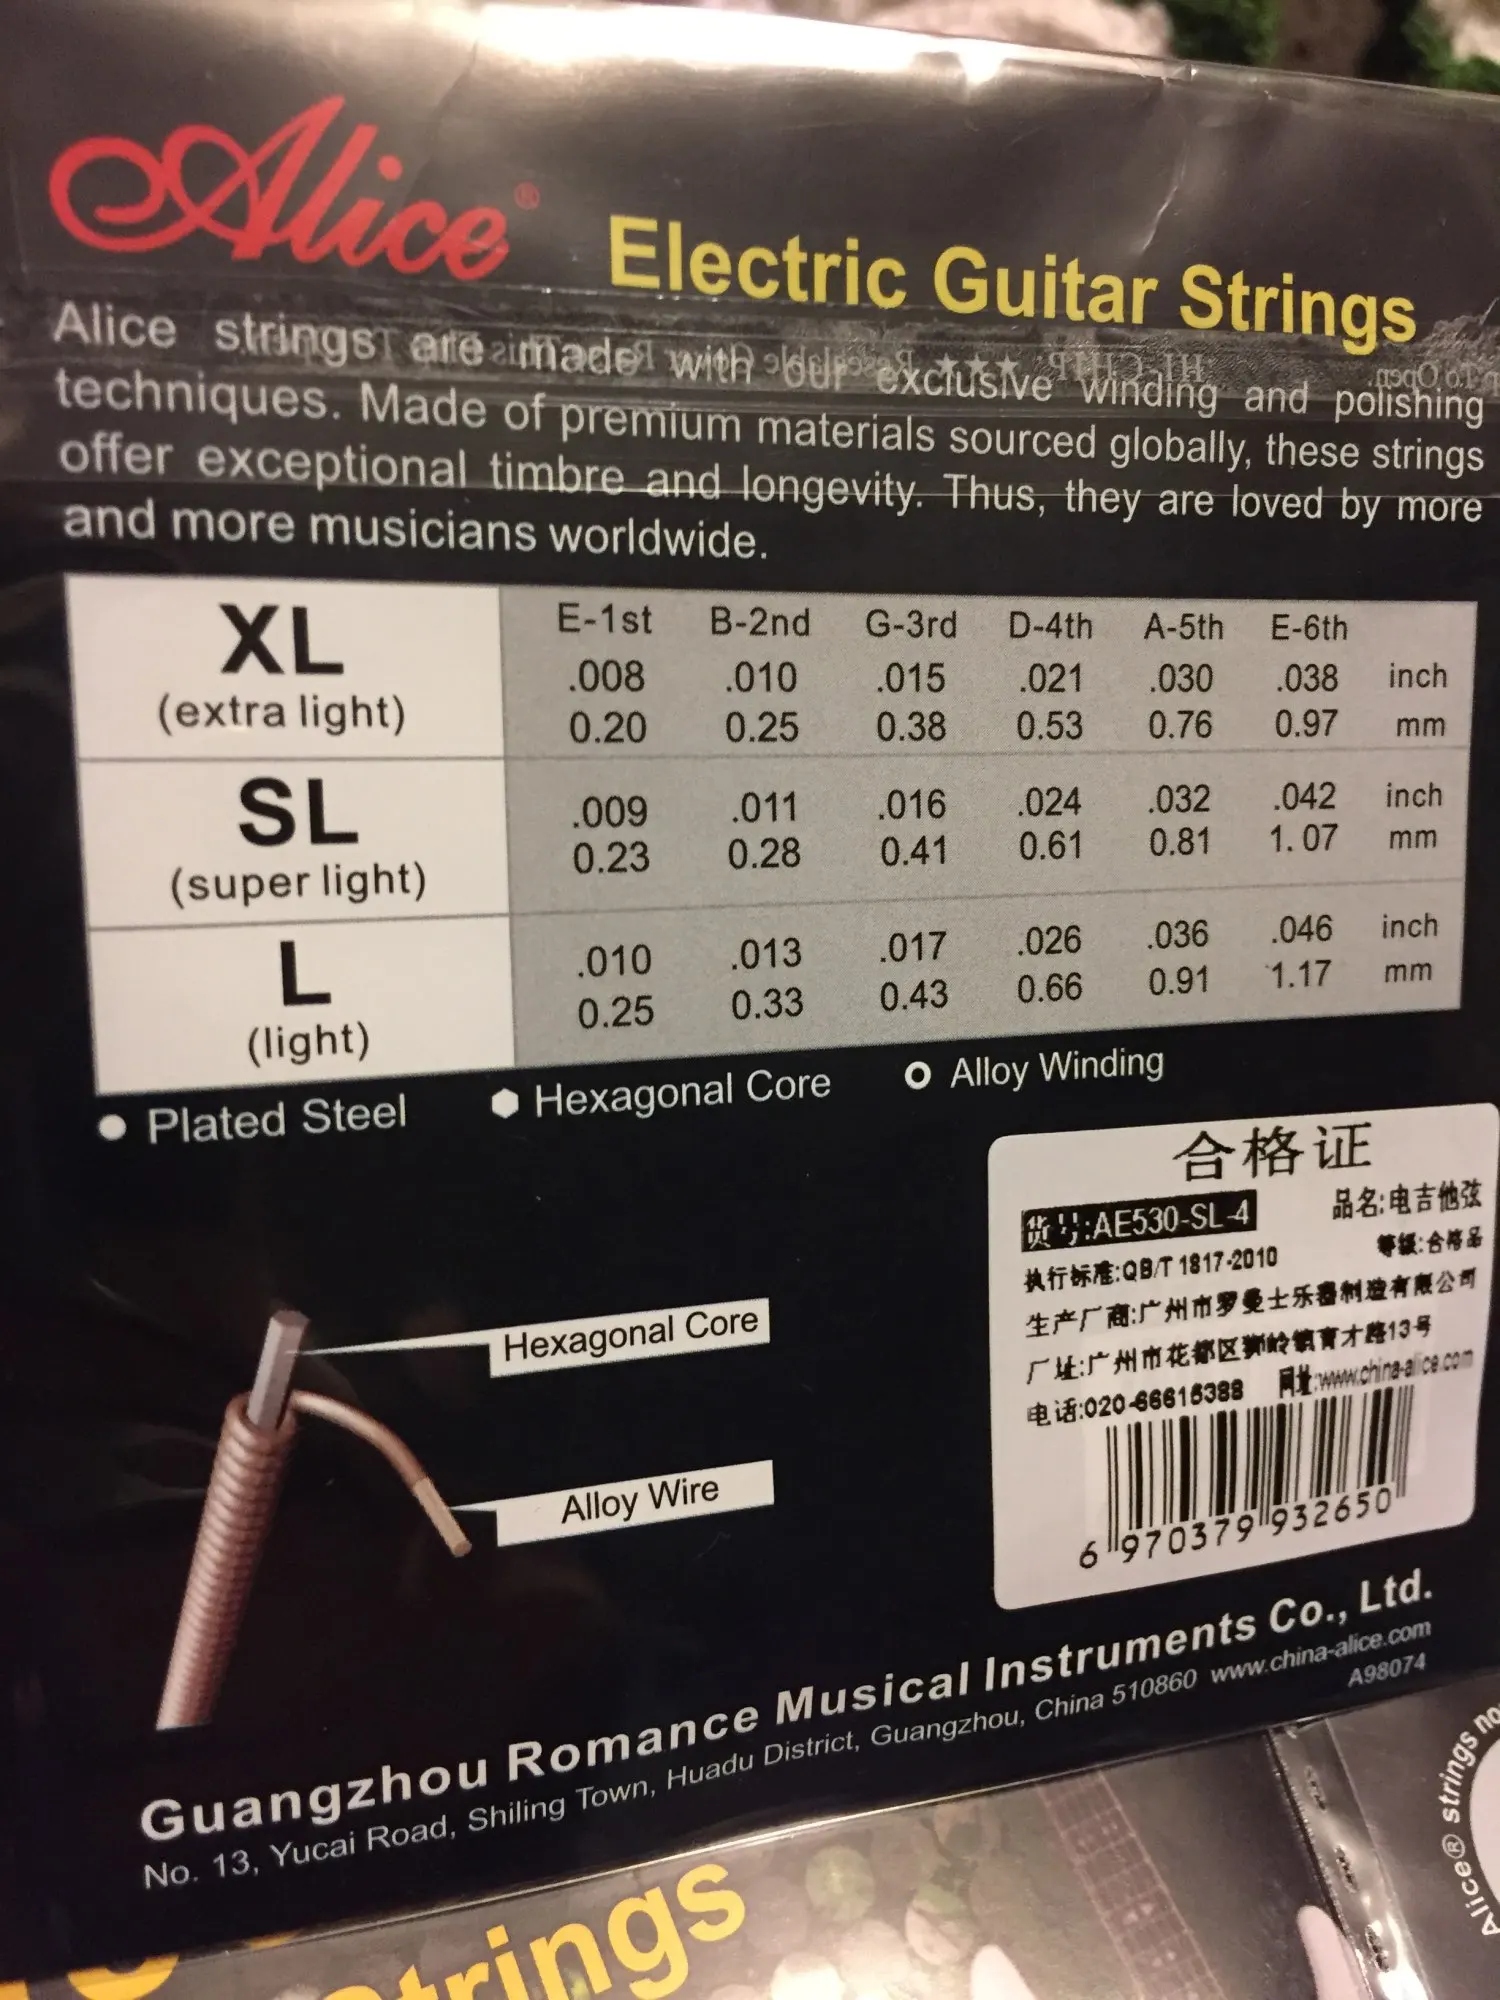 Alice®
Electric Guitar Strings
Alice strings are made with our exclusive winding and polishing
techniques. Made of premium materials sourced globally, these strings
offer exceptional timbre and longevity. Thus, they are loved by more
and more musicians worldwide.
XL
(extra light)
E-1st B-2nd G-3rd D-4th A-5th E-6th
.008 .010 .015 .021 .030 .038 inch
0.20 0.25 0.38 0.53 0.76 0.97 mm
SL
(super light)
.009 .011 .016 .024 .032 .042 inch
0.23 0.28 0.41 0.61 0.81 1.07 mm
L
(light)
.010 .013 .017 .026 .036 .046 inch
0.25 0.33 0.43 0.66 0.91 1.17 mm
Plated Steel Hexagonal Core Alloy Winding
合格证
货号:AE530-SL-4 品名:电吉他弦
执行标准:QB/T 1817-2010 等级:合格品
生产厂商:广州市罗曼士乐器制造有限公司
厂址:广州市花都区狮岭镇育才路13号
电话:020-66615388 网址:www.china-alice.com
6 970379 932650
Hexagonal Core
Alloy Wire
Guangzhou Romance Musical Instruments Co., Ltd.
No. 13, Yucai Road, Shiling Town, Huadu District, Guangzhou, China 510860 www.china-alice.com
A98074
Strings
Alice® strings no